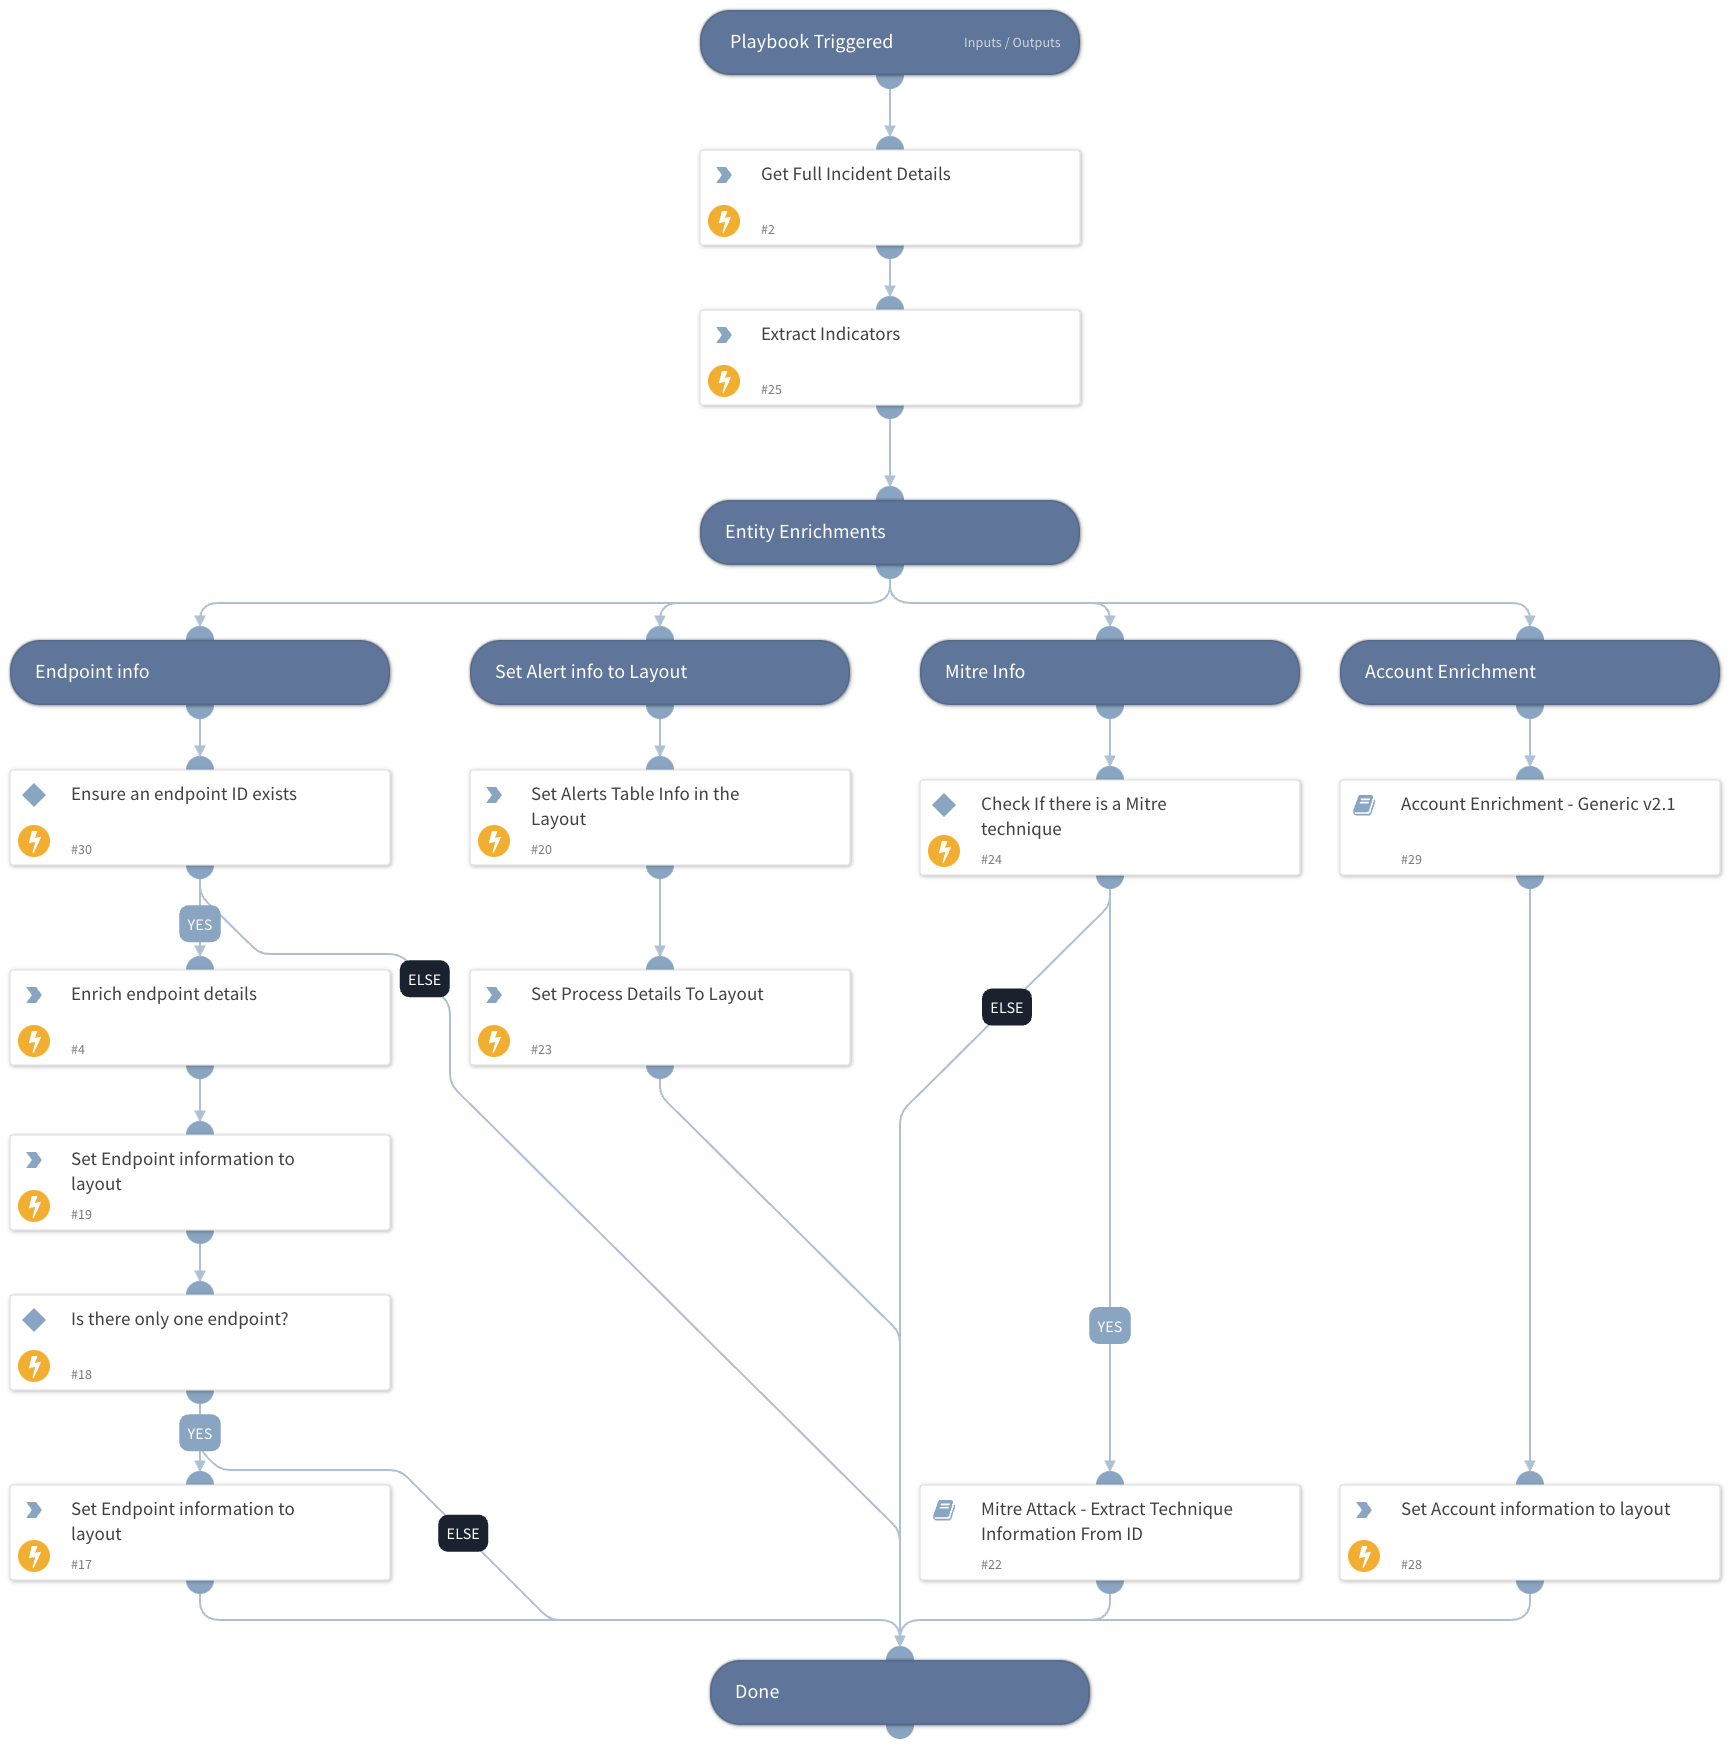 Playbook Triggered
Inputs / Outputs
Get Full Incident Details
#2
Extract Indicators
#25
Entity Enrichments
Endpoint info
Set Alert info to Layout
Mitre Info
Account Enrichment
Ensure an endpoint ID exists
#30
Set Alerts Table Info in the
Layout
#20
Check If there is a Mitre
technique
#24
Account Enrichment - Generic v2.1
#29
YES
ELSE
ELSE
Enrich endpoint details
#4
Set Process Details To Layout
#23
Set Endpoint information to
layout
#19
Is there only one endpoint?
#18
YES
YES
ELSE
Set Endpoint information to
layout
#17
Mitre Attack - Extract Technique
Information From ID
#22
Set Account information to layout
#28
Done